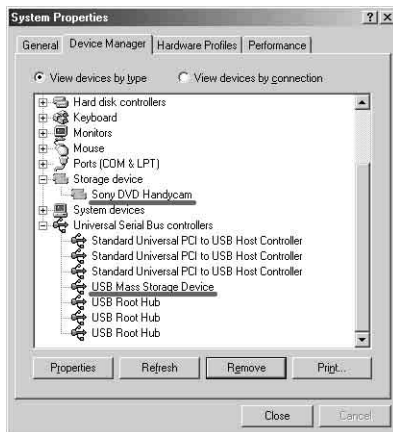 System Properties
General
Device Manager
Hardware Profiles
Performance
View devices by type
View devices by connection
Hard disk controllers
Keyboard
Monitors
Mouse
Ports (COM & LPT)
Storage device
Sony DVD Handycam
System devices
Universal Serial Bus controllers
Standard Universal PCI to USB Host Controller
Standard Universal PCI to USB Host Controller
Standard Universal PCI to USB Host Controller
USB Mass Storage Device
USB Root Hub
USB Root Hub
USB Root Hub
Properties
Refresh
Remove
Print...
Close
Cancel